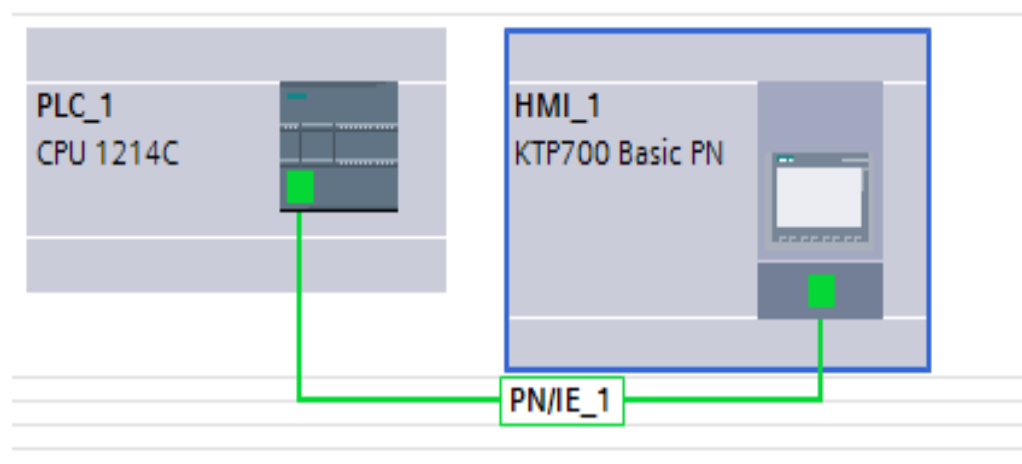 PLC_1
CPU 1214C
HMI_1
KTP700 Basic PN
PN/IE_1